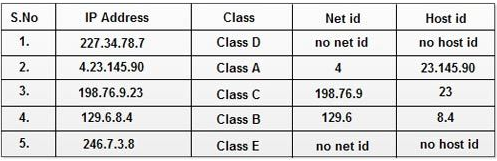 S.No IP Address Class Net id Host id
1. 227.34.78.7 Class D no net id no host id
2. 4.23.145.90 Class A 4 23.145.90
3. 198.76.9.23 Class C 198.76.9 23
4. 129.6.8.4 Class B 129.6 8.4
5. 246.7.3.8 Class E no net id no host id